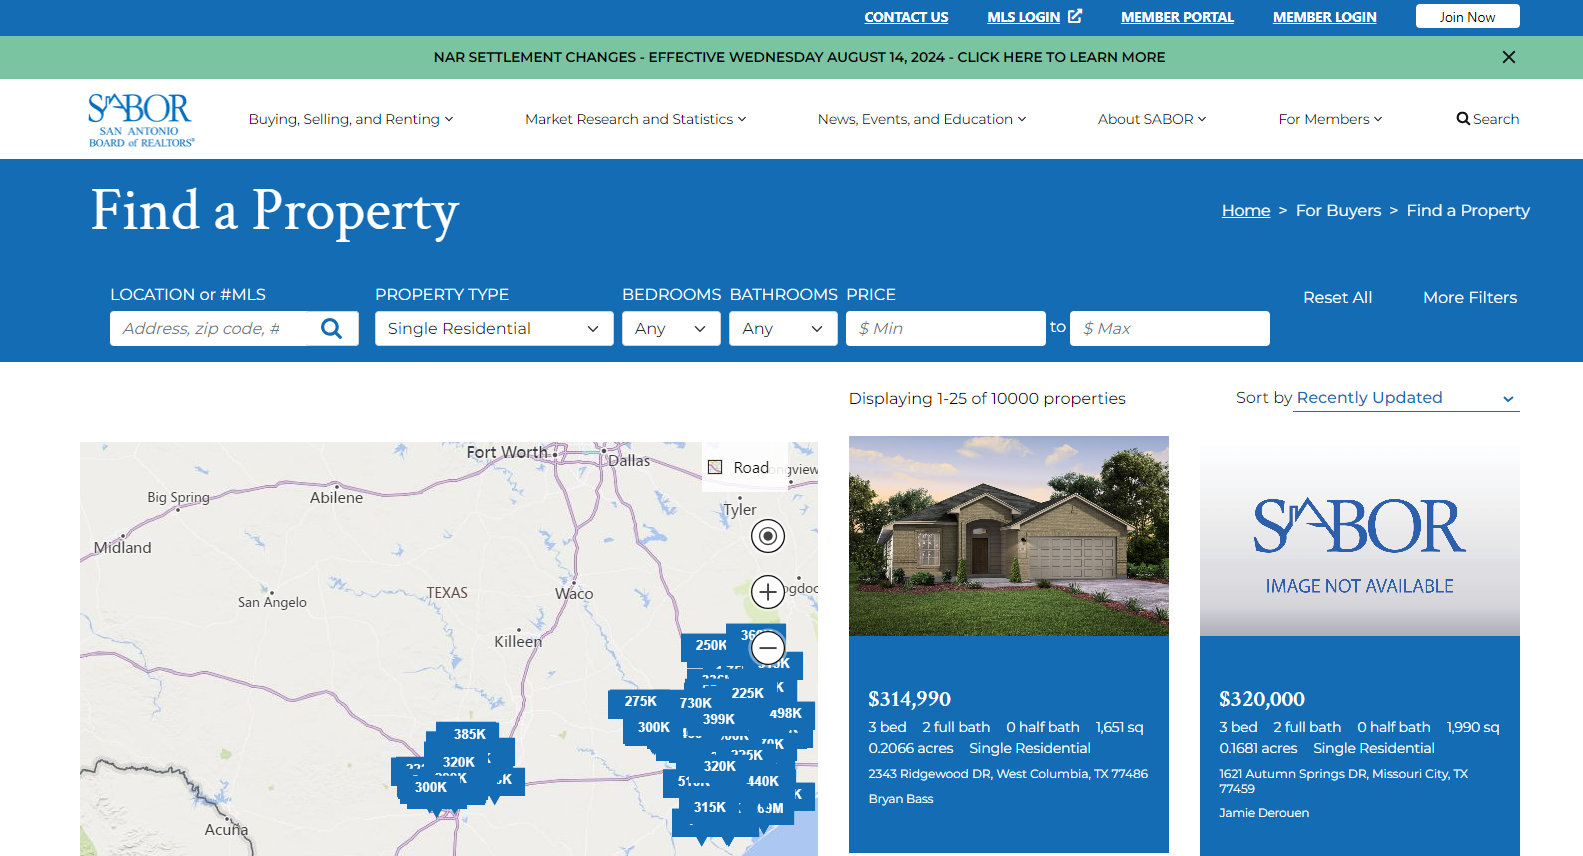 CONTACT US MLS LOGIN MEMBER PORTAL MEMBER LOGIN Join Now
NAR SETTLEMENT CHANGES - EFFECTIVE WEDNESDAY AUGUST 14, 2024 - CLICK HERE TO LEARN MORE
SABOR
SAN ANTONIO
BOARD of REALTORS®
Buying, Selling, and Renting Market Research and Statistics News, Events, and Education About SABOR For Members Search
Find a Property
Home > For Buyers > Find a Property
LOCATION or #MLS PROPERTY TYPE BEDROOMS BATHROOMS PRICE
Reset All More Filters
Address, zip code, # Single Residential Any Any $ Min to $ Max
Displaying 1-25 of 10000 properties
Sort by Recently Updated
Fort Worth
Dallas
Road
Big Spring
Abilene
Tyler
Midland
TEXAS
Waco
San Angelo
Killeen
250K
275K
730K
225K
498K
300K
399K
385K
320K
320K
440K
300K
315K
Acuña
$314,990
3 bed 2 full bath 0 half bath 1,651 sq
0.2066 acres Single Residential
2343 Ridgewood DR, West Columbia, TX 77486
Bryan Bass
SABOR
IMAGE NOT AVAILABLE
$320,000
3 bed 2 full bath 0 half bath 1,990 sq
0.1681 acres Single Residential
1621 Autumn Springs DR, Missouri City, TX
77459
Jamie Derouen